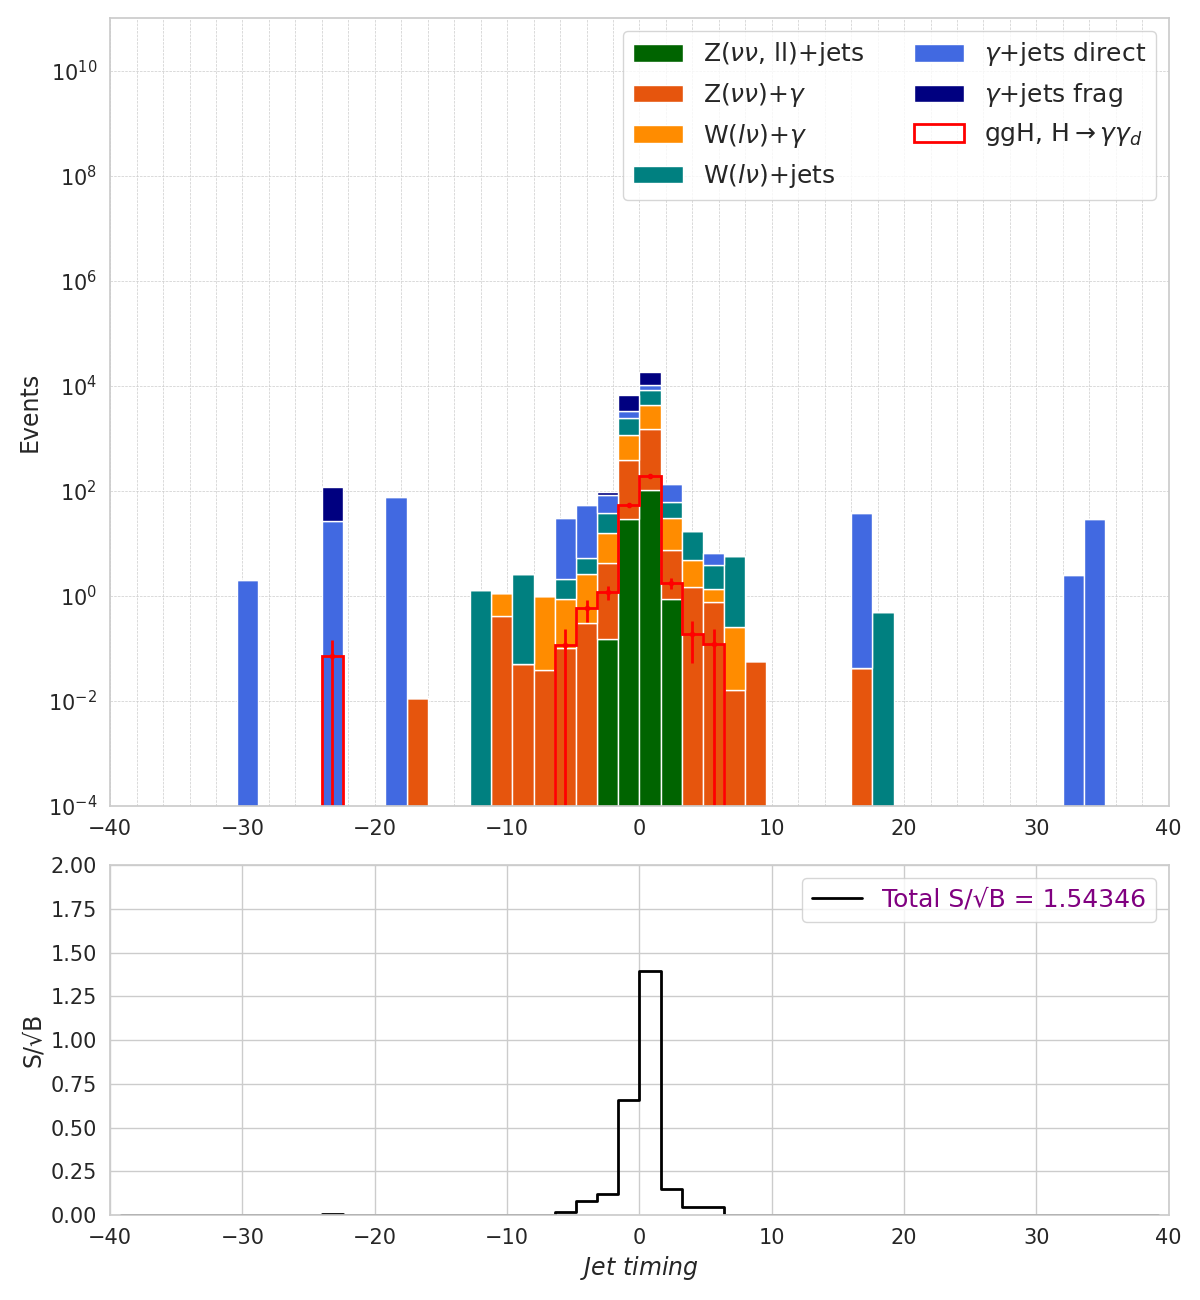 Z(νν, ll)+jets
Z(νν)+γ
W(lν)+γ
W(lν)+jets
γ+jets direct
γ+jets frag
ggH, H→γγ_d
Events
10^10
10^8
10^6
10^4
10^2
10^0
10^−2
10^−4
−40 −30 −20 −10 0 10 20 30 40
Total S/√B = 1.54346
S/√B
2.00
1.75
1.50
1.25
1.00
0.75
0.50
0.25
0.00
−40 −30 −20 −10 0 10 20 30 40
Jet timing